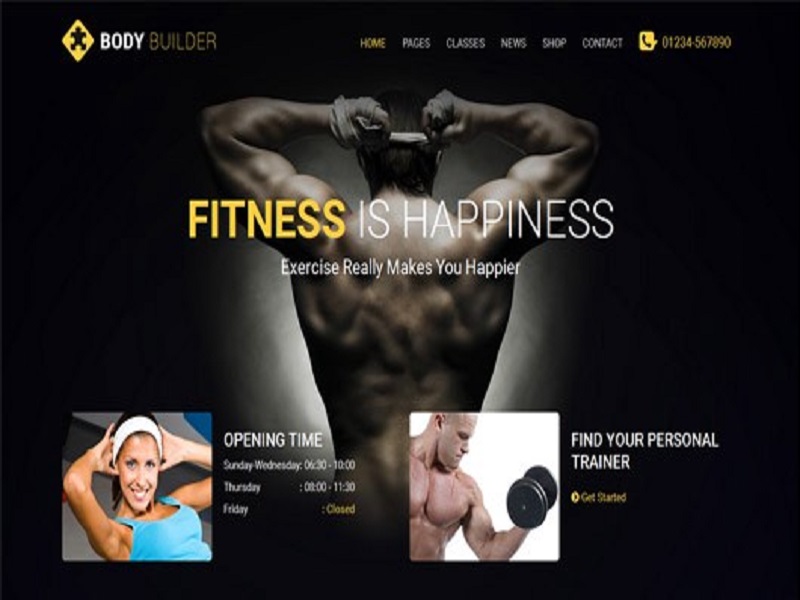 BODY BUILDER
HOME PAGES CLASSES NEWS SHOP CONTACT 01234-567890
FITNESS IS HAPPINESS
Exercise Really Makes You Happier
OPENING TIME
Sunday-Wednesday: 06:30 - 10:00
Thursday : 08:00 - 11:30
Friday : Closed
FIND YOUR PERSONAL
TRAINER
Get Started